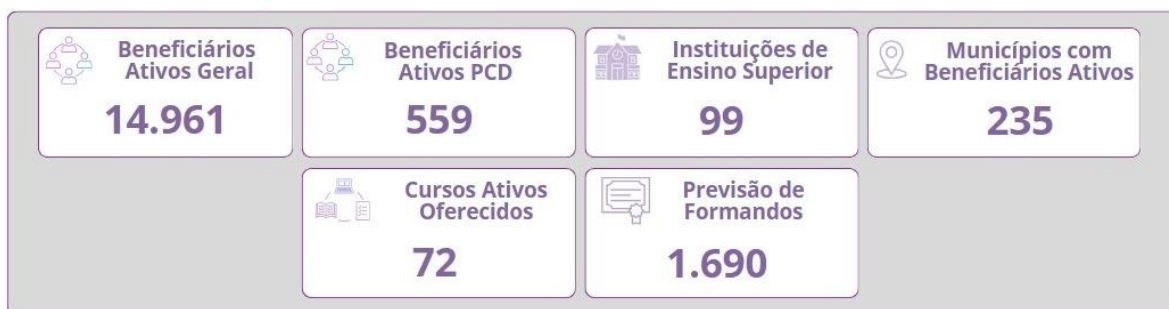 Beneficiários
Ativos Geral
14.961
Beneficiários
Ativos PCD
559
Instituições de
Ensino Superior
99
Municípios com
Beneficiários Ativos
235
Cursos Ativos
Oferecidos
72
Previsão de
Formandos
1.690